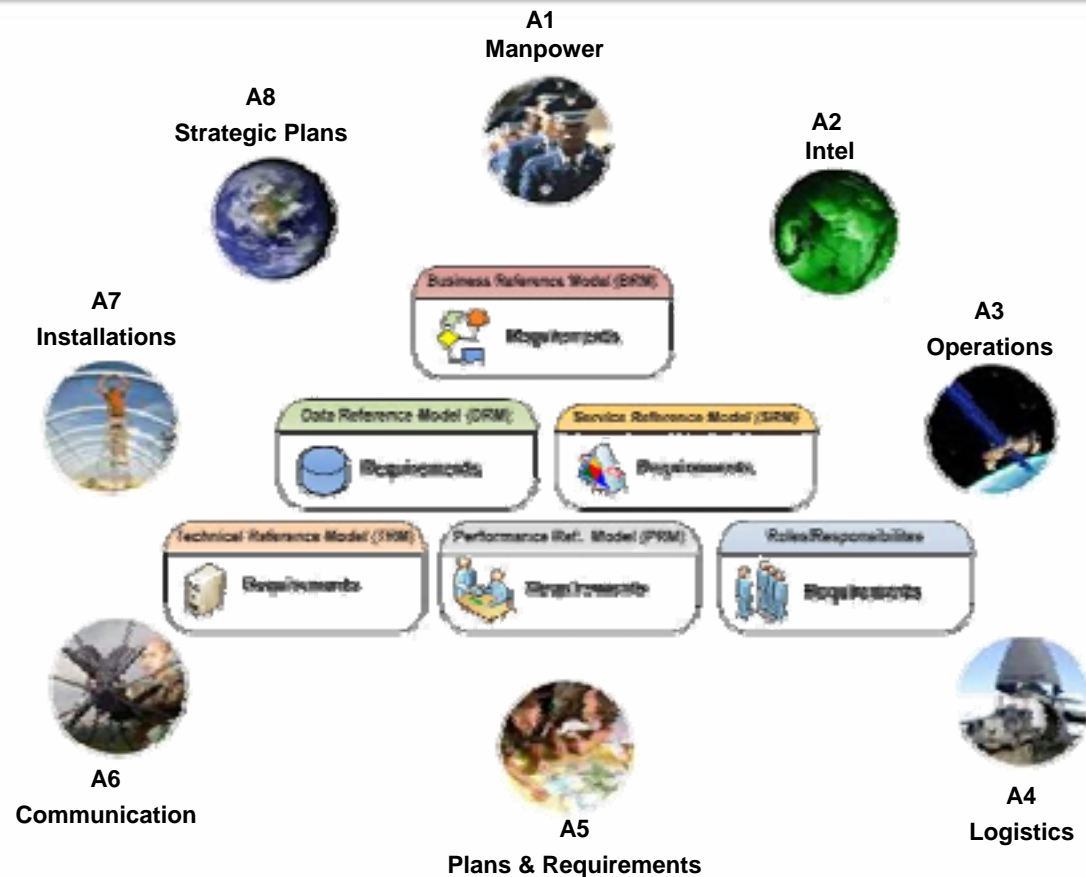 A1
Manpower
A8
Strategic Plans
A2
Intel
A7
Installations
A3
Operations
Business Reference Model (BRM)
Requirements
Data Reference Model (DRM)
Service Reference Model (SRM)
Requirements
Requirements
Technical Reference Model (TRM)
Performance Ref. Model (PRM)
Roles/Responsibilites
Requirements
Requirements
Requirements
A6
Communication
A5
Plans & Requirements
A4
Logistics